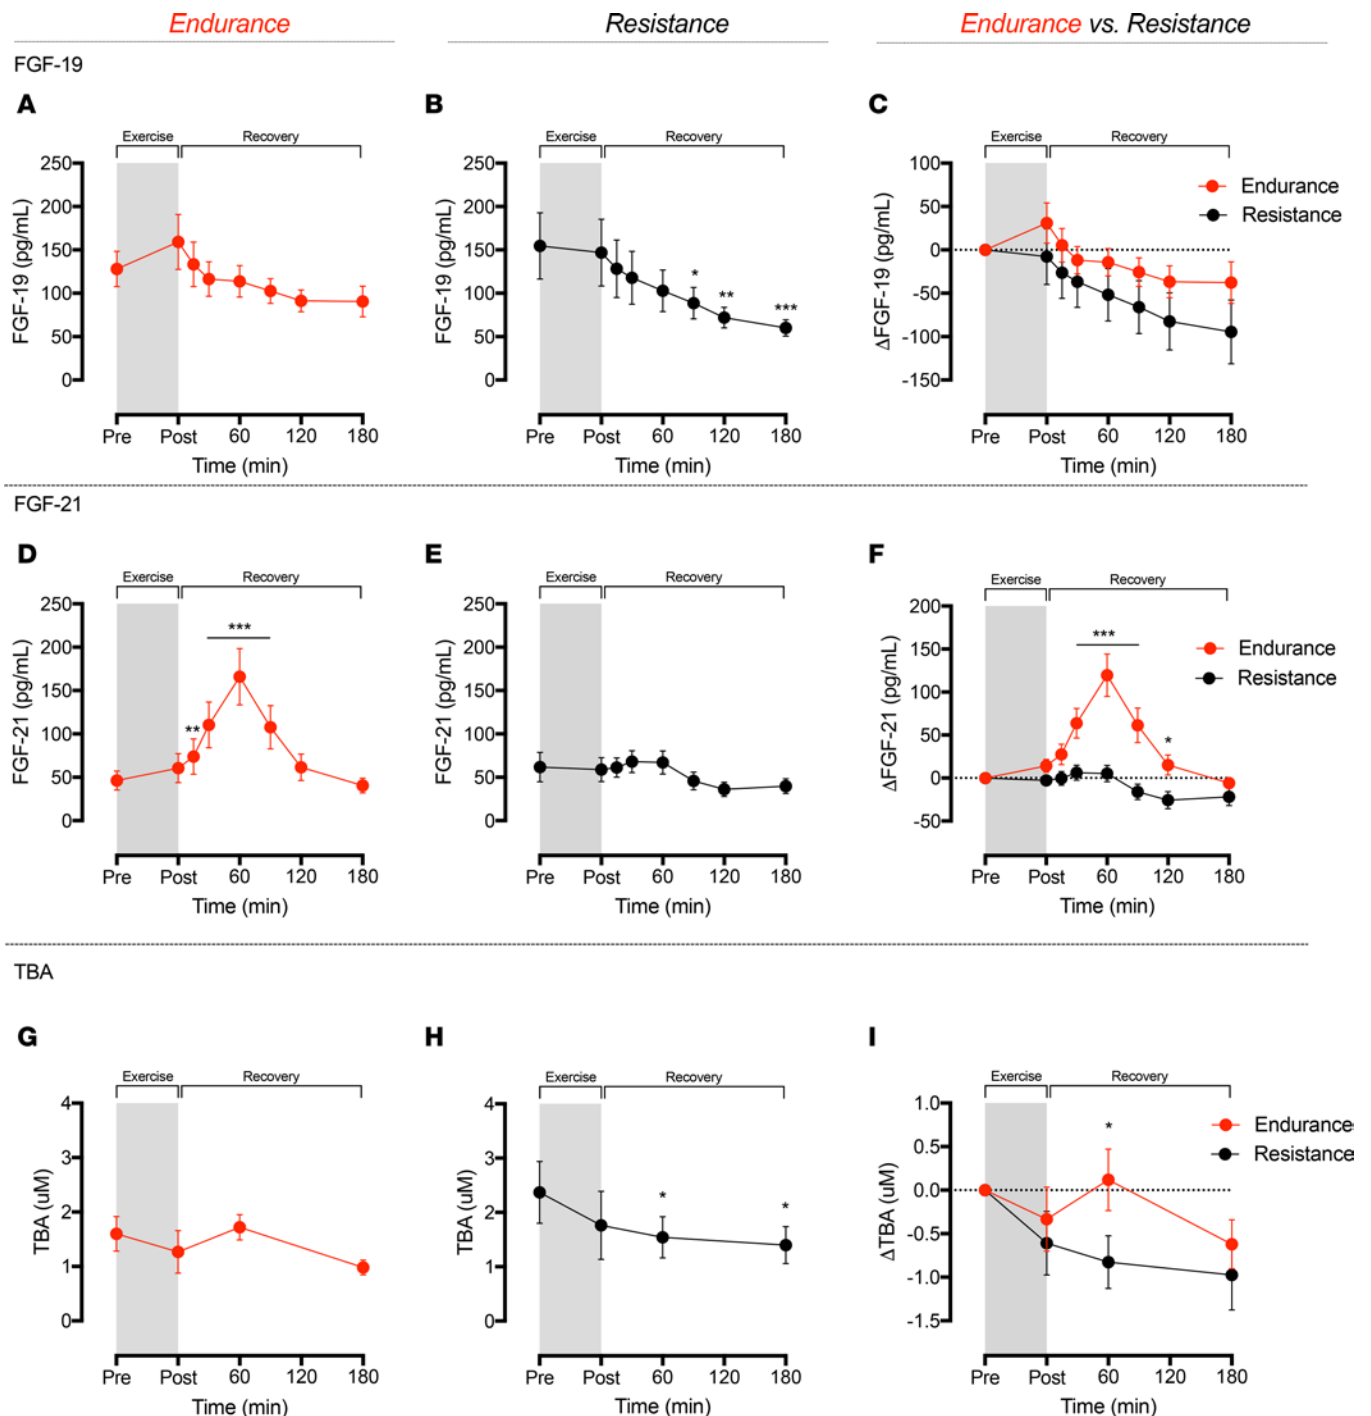 Endurance
Resistance
Endurance vs. Resistance
FGF-19
A
B
C
Exercise Recovery
Exercise Recovery
Exercise Recovery
FGF-19 (pg/mL)
250
200
150
100
50
0
Pre Post 60 120 180
Time (min)
FGF-19 (pg/mL)
250
200
150
100
50
0
*
**
***
Pre Post 60 120 180
Time (min)
ΔFGF-19 (pg/mL)
100
50
0
-50
-100
-150
Endurance
Resistance
Pre Post 60 120 180
Time (min)
FGF-21
D
E
F
Exercise Recovery
Exercise Recovery
Exercise Recovery
FGF-21 (pg/mL)
250
200
150
100
50
0
**
***
Pre Post 60 120 180
Time (min)
FGF-21 (pg/mL)
250
200
150
100
50
0
Pre Post 60 120 180
Time (min)
ΔFGF-21 (pg/mL)
200
150
100
50
0
-50
***
*
Endurance
Resistance
Pre Post 60 120 180
Time (min)
TBA
G
H
I
Exercise Recovery
Exercise Recovery
Exercise Recovery
TBA (uM)
4
3
2
1
0
Pre Post 60 120 180
Time (min)
TBA (uM)
4
3
2
1
0
*
*
Pre Post 60 120 180
Time (min)
ΔTBA (uM)
1.0
0.5
0.0
-0.5
-1.0
-1.5
*
Endurance
Resistance
Pre Post 60 120 180
Time (min)